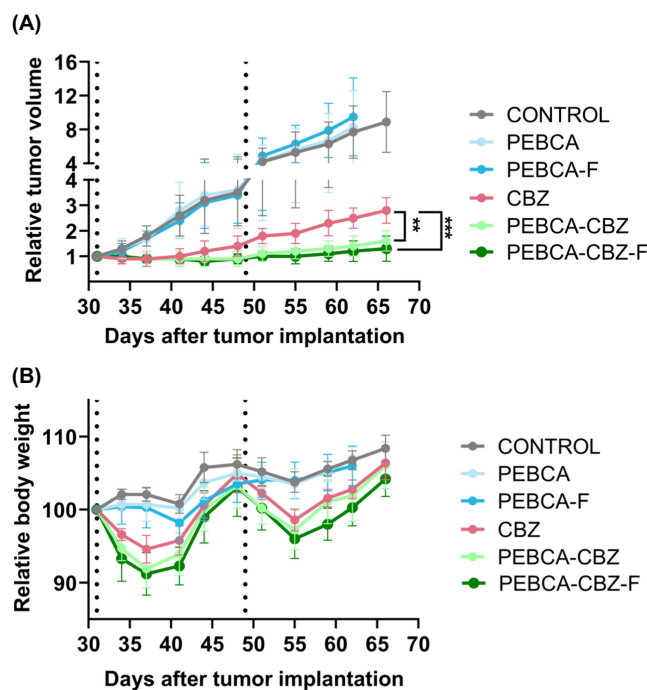 (A)
Relative tumor volume
16
12
8
4
4
3
2
1
30 35 40 45 50 55 60 65 70
Days after tumor implantation
CONTROL
PEBCA
PEBCA-F
CBZ
PEBCA-CBZ
PEBCA-CBZ-F
**
***
(B)
Relative body weight
110
100
90
30 35 41 45 50 55 60 65 70
Days after tumor implantation
CONTROL
PEBCA
PEBCA-F
CBZ
PEBCA-CBZ
PEBCA-CBZ-F